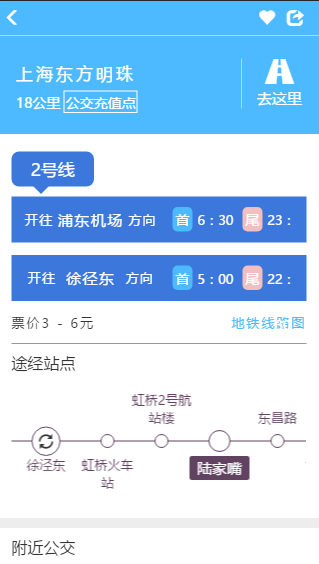 上海东方明珠
18公里 公交充值点
去这里
2号线
开往 浦东机场 方向 首 6：30 尾 23：
开往 徐径东 方向 首 5：00 尾 22：
票价3 - 6元
地铁线路图
途经站点
徐径东
虹桥火车
站
虹桥2号航
站楼
陆家嘴
东昌路
附近公交